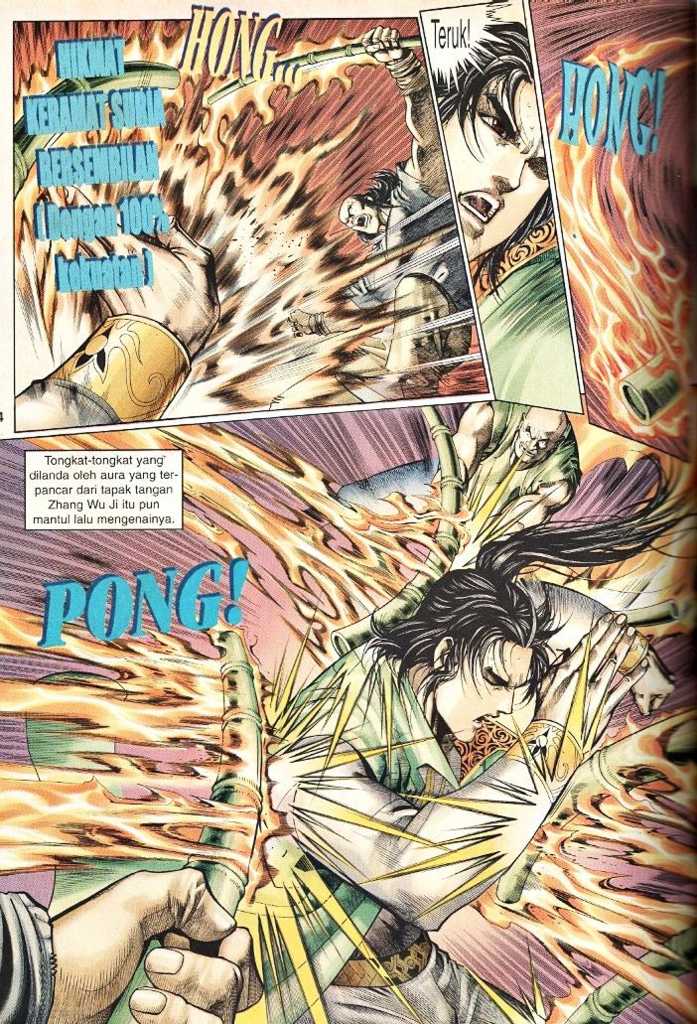 HIKMAT
KERAMAT SURIA
BERSEMBILAN
(Dengan 100%
kekuatan)
HONG...
Teruk!
HONG!
Tongkat-tongkat yang
dilanda oleh aura yang ter-
pancar dari tapak tangan
Zhang Wu Ji itu pun
mantul lalu mengenainya.
PONG!